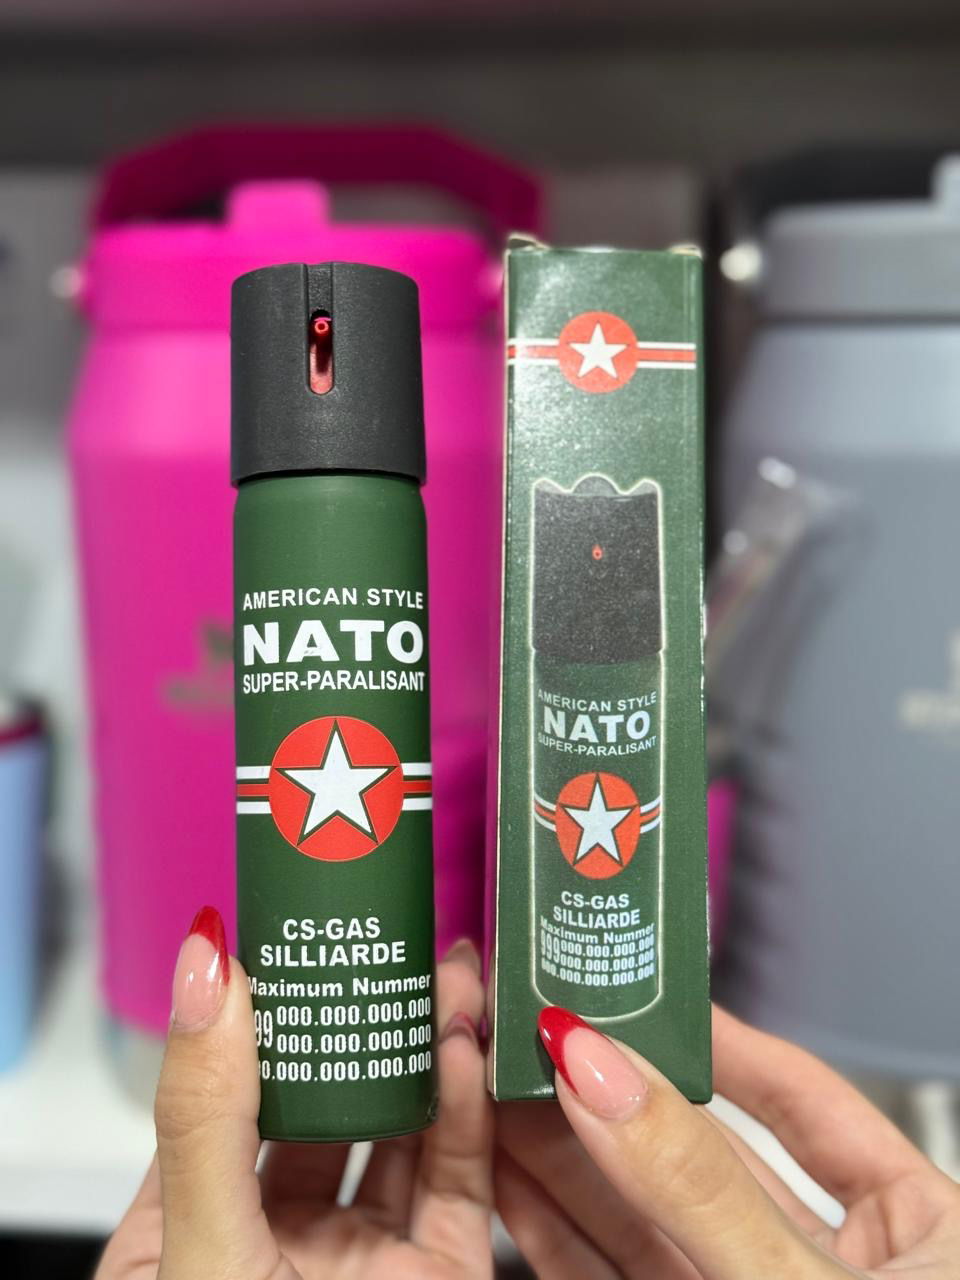 AMERICAN STYLE
NATO
SUPER-PARALISANT
CS-GAS
SILLIARDE
Maximum Nummer
99 000.000.000.000
000.000.000.000
0.000.000.000.000
AMERICAN STYLE
NATO
SUPER-PARALISANT
CS-GAS
SILLIARDE
Maximum Nummer
999 000.000.000.000
000.000.000.000
000.000.000.000